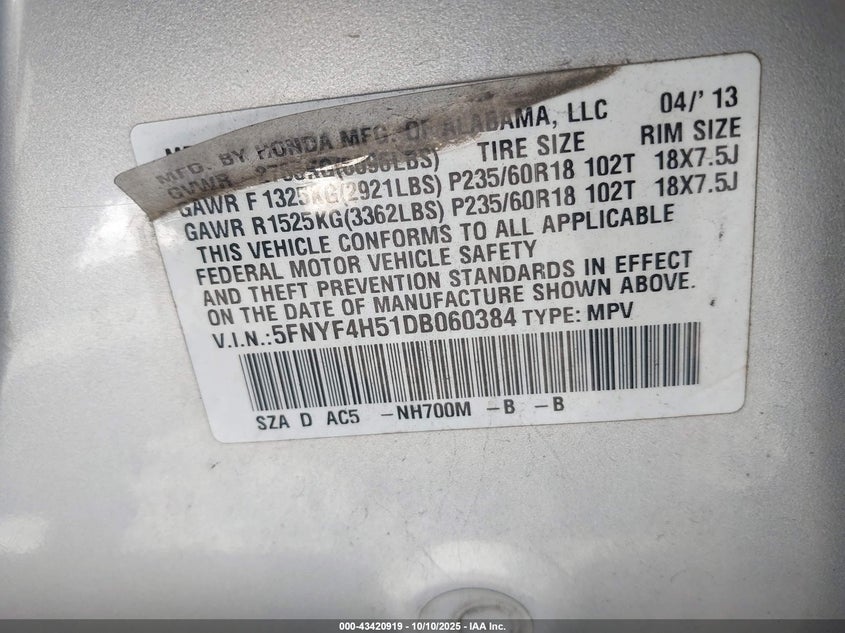 MFG. BY HONDA MFG. OF ALABAMA, LLC 04/' 13
GVWR TIRE SIZE RIM SIZE
GAWR F 1325KG(2921LBS) P235/60R18 102T 18X7.5J
GAWR R1525KG(3362LBS) P235/60R18 102T 18X7.5J
THIS VEHICLE CONFORMS TO ALL APPLICABLE
FEDERAL MOTOR VEHICLE SAFETY
AND THEFT PREVENTION STANDARDS IN EFFECT
ON THE DATE OF MANUFACTURE SHOWN ABOVE.
V.I.N.:5FNYF4H51DB060384 TYPE: MPV
SZA D AC5 -NH700M -B -B
000-43420919 - 10/10/2025 - IAA Inc.